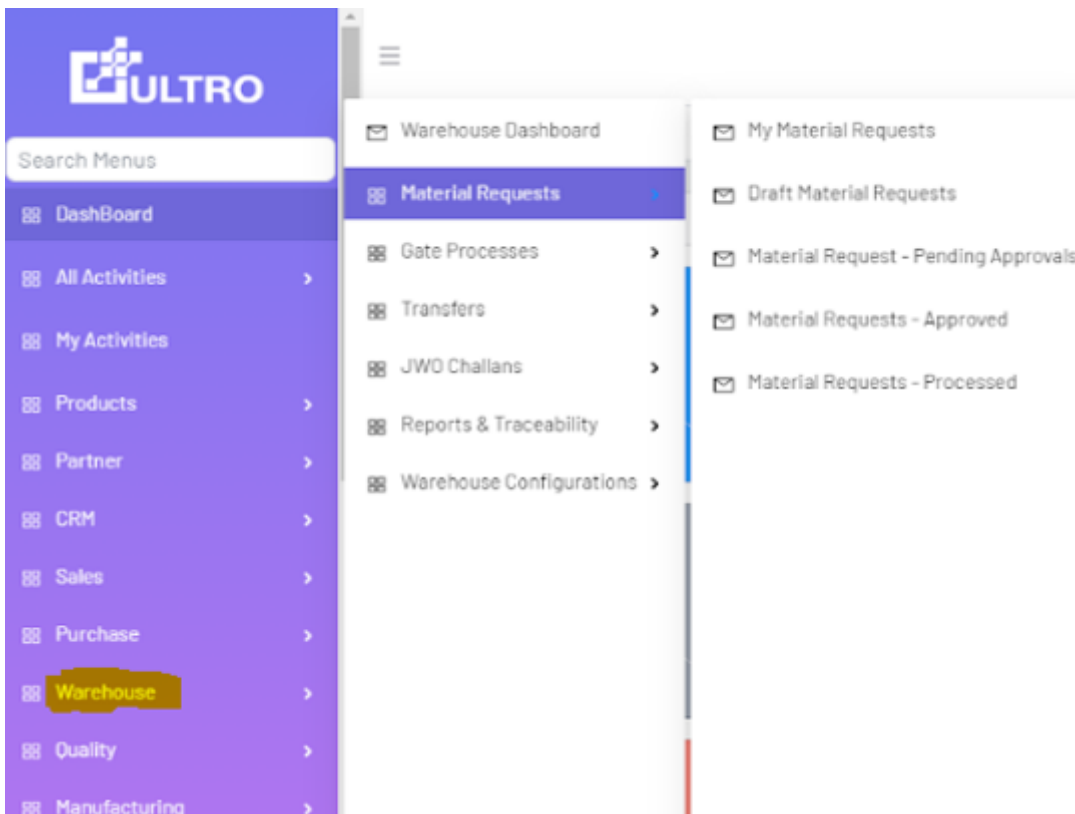 ULTRO
Search Menus
DashBoard
All Activities
My Activities
Products
Partner
CRM
Sales
Purchase
Warehouse
Quality
Manufacturing
Warehouse Dashboard
Material Requests
Gate Processes
Transfers
JWO Challans
Reports & Traceability
Warehouse Configurations
My Material Requests
Draft Material Requests
Material Request - Pending Approvals
Material Requests - Approved
Material Requests - Processed